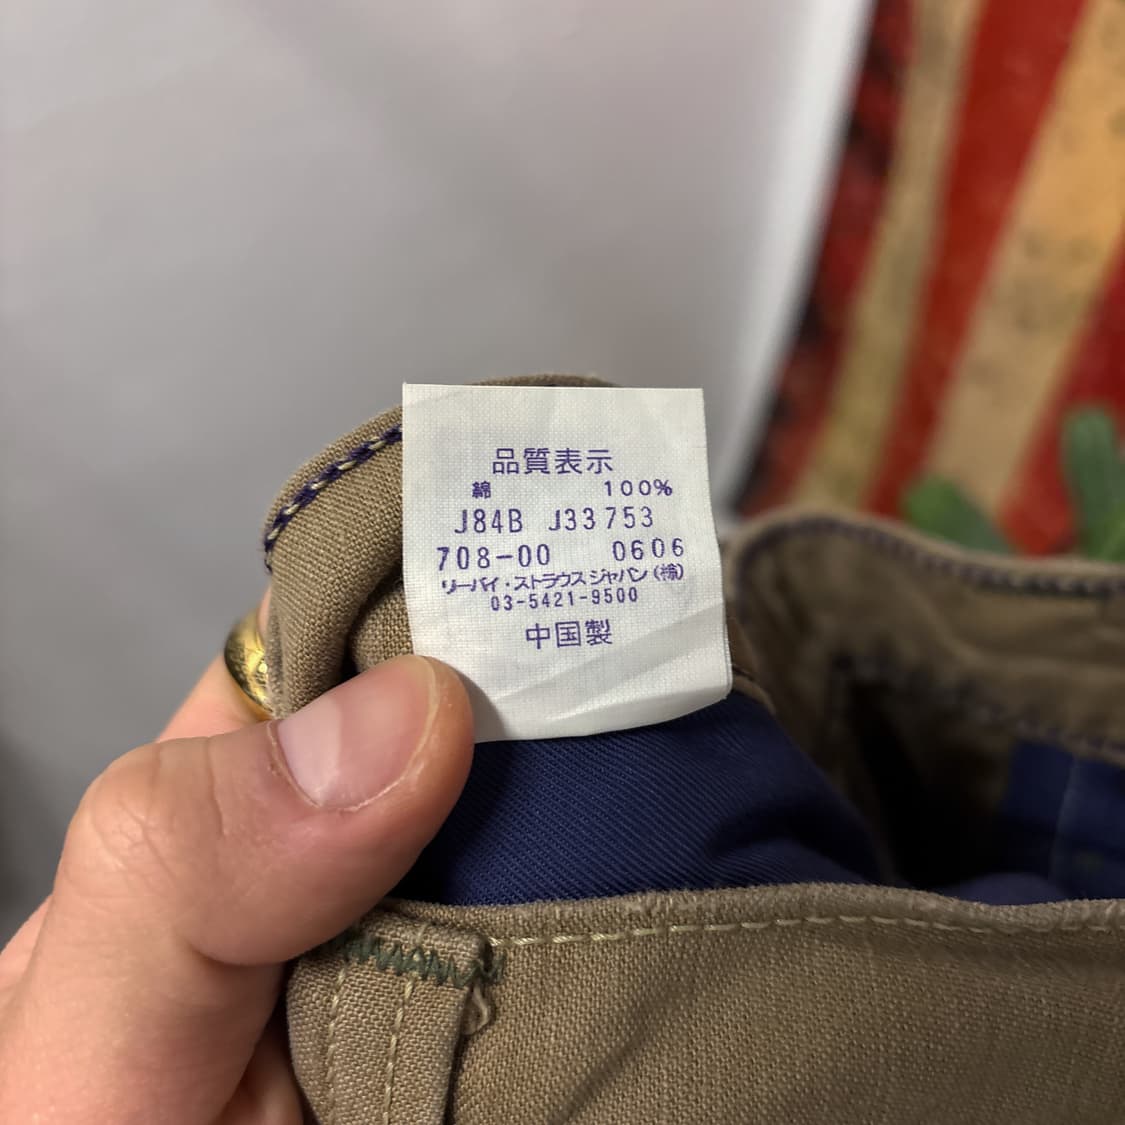 品質表示
綿 100%
J84B J33753
708-00 0606
リーバイ・ストラウスジャパン(株)
03-5421-9500
中国製